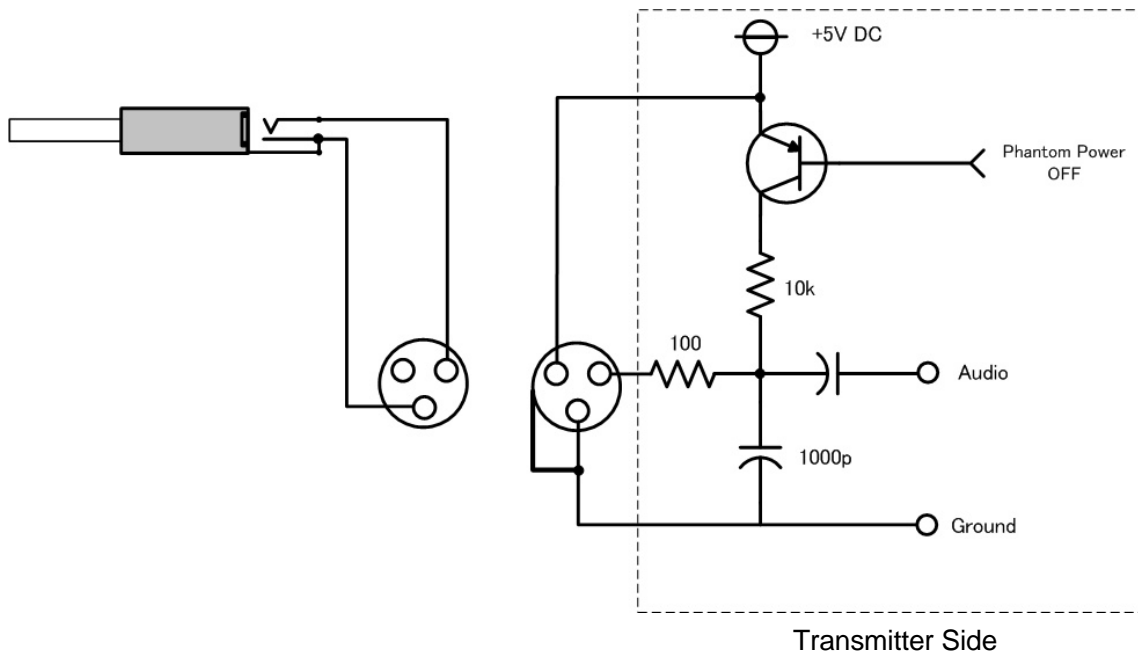 +5V DC
Phantom Power
OFF
10k
100
Audio
1000p
Ground
Transmitter Side